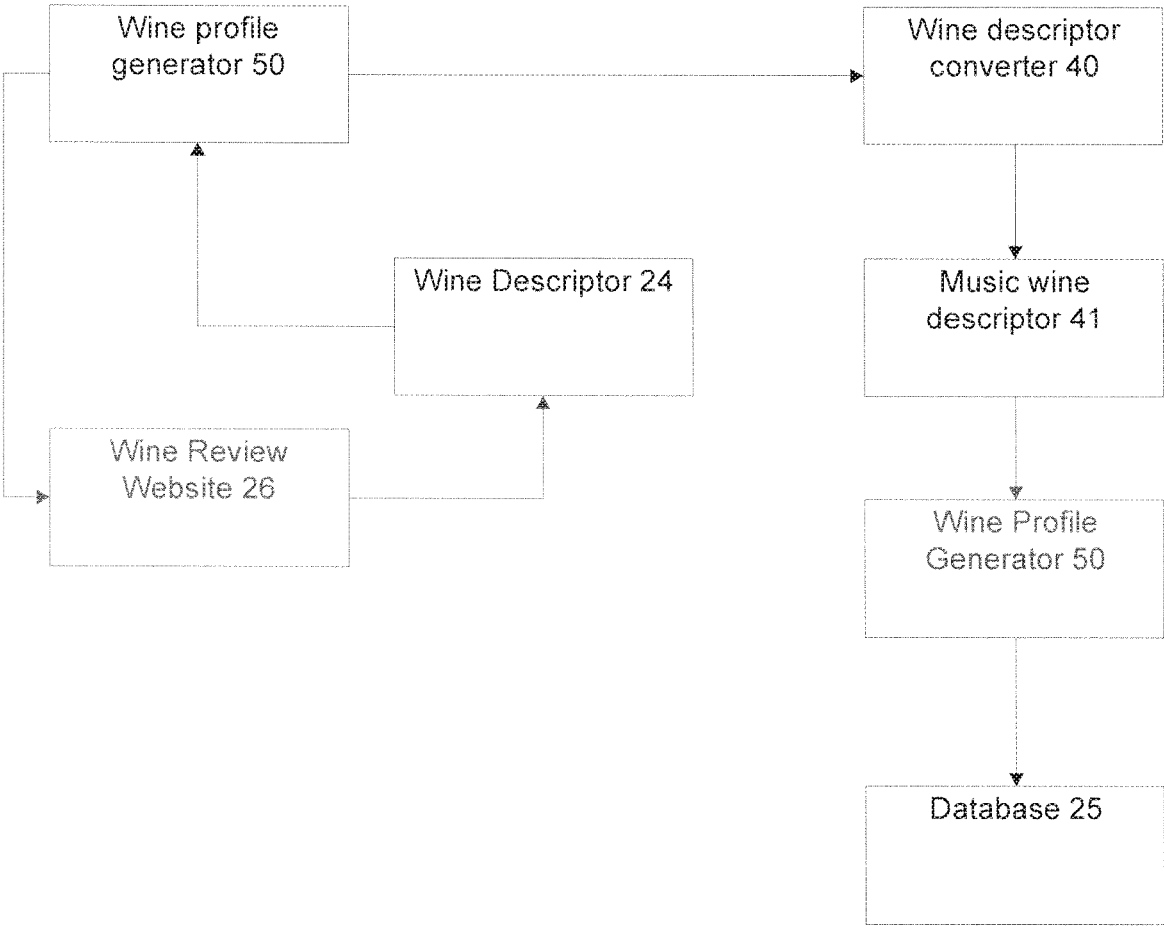 Wine profile
generator 50
Wine descriptor
converter 40
Wine Descriptor 24
Music wine
descriptor 41
Wine Review
Website 26
Wine Profile
Generator 50
Database 25